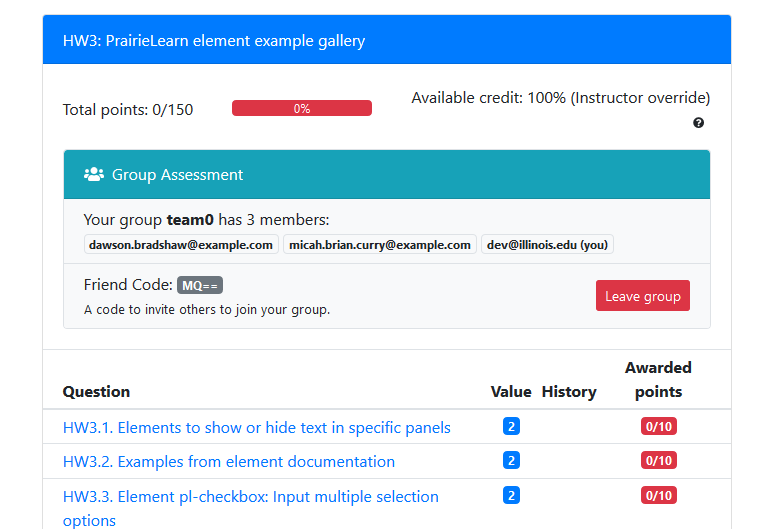 HW3: PrairieLearn element example gallery
Total points: 0/150
0%
Available credit: 100% (Instructor override)
?
Group Assessment
Your group team0 has 3 members:
dawson.bradshaw@example.com micah.brian.curry@example.com dev@illinois.edu (you)
Friend Code: MQ==
A code to invite others to join your group.
Leave group
Question Value History Awarded points
HW3.1. Elements to show or hide text in specific panels 2 0/10
HW3.2. Examples from element documentation 2 0/10
HW3.3. Element pl-checkbox: Input multiple selection 2 0/10
options